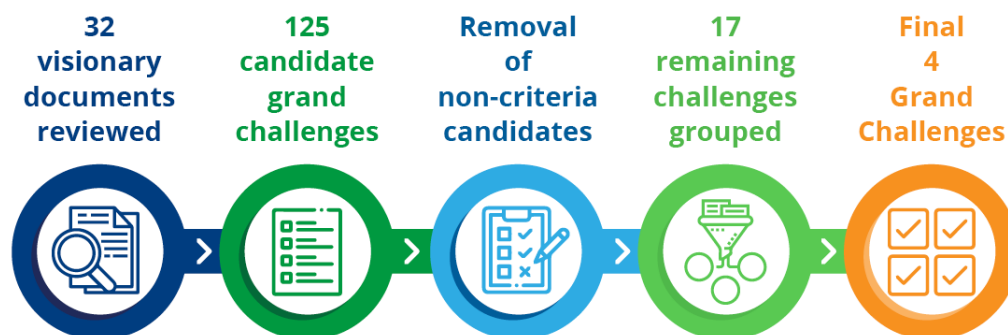 32
visionary
documents
reviewed
125
candidate
grand
challenges
Removal
of
non-criteria
candidates
17
remaining
challenges
grouped
Final
4
Grand
Challenges